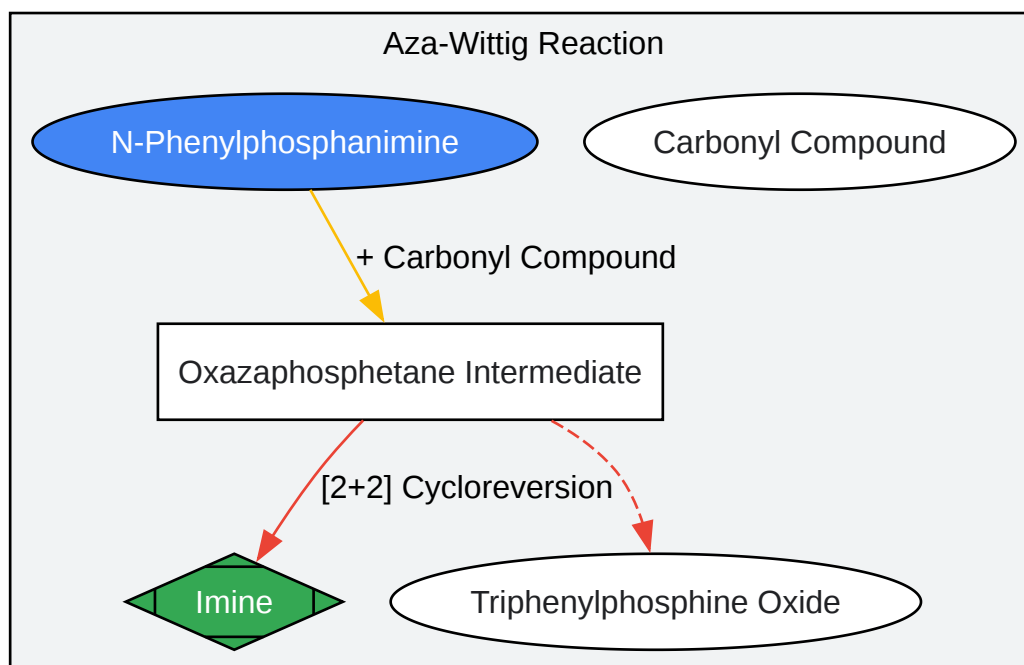 Aza-Wittig Reaction
N-Phenylphosphanimine
Carbonyl Compound
+ Carbonyl Compound
Oxazaphosphetane Intermediate
[2+2] Cycloreversion
Imine
Triphenylphosphine Oxide